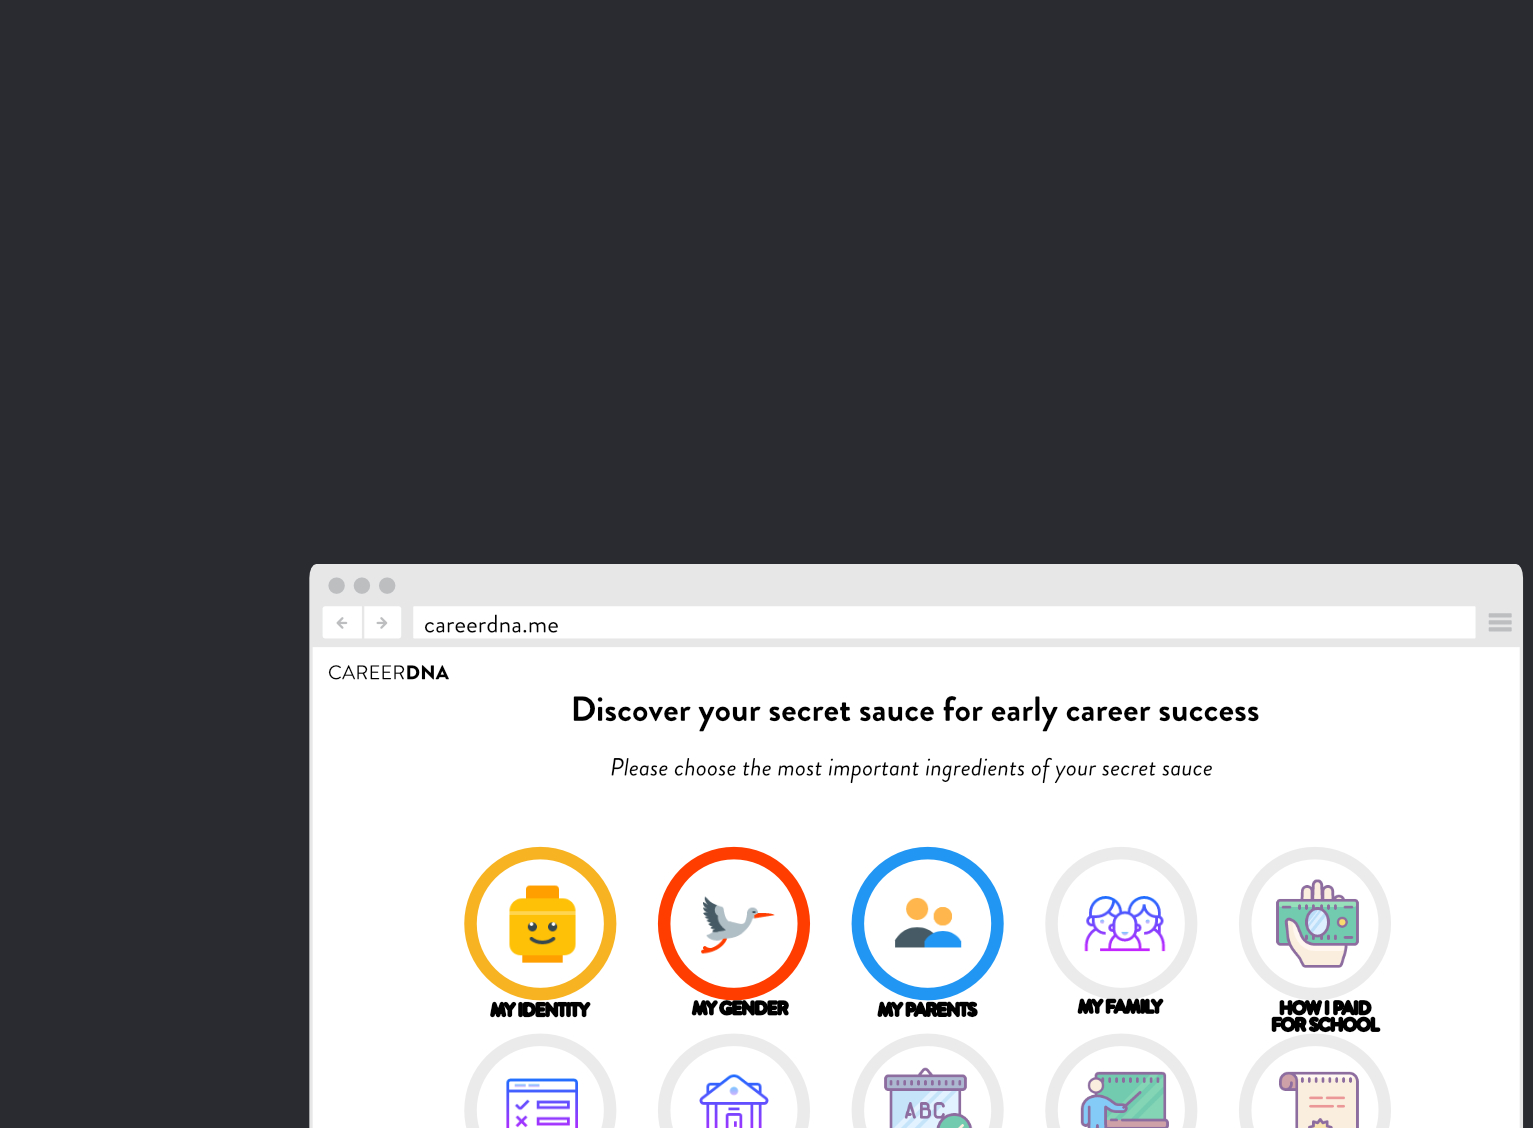 careerdna.me
CAREERDNA
Discover your secret sauce for early career success
Please choose the most important ingredients of your secret sauce
MY IDENTITY
MY GENDER
MY PARENTS
MY FAMILY
HOW I PAID
FOR SCHOOL
ABC